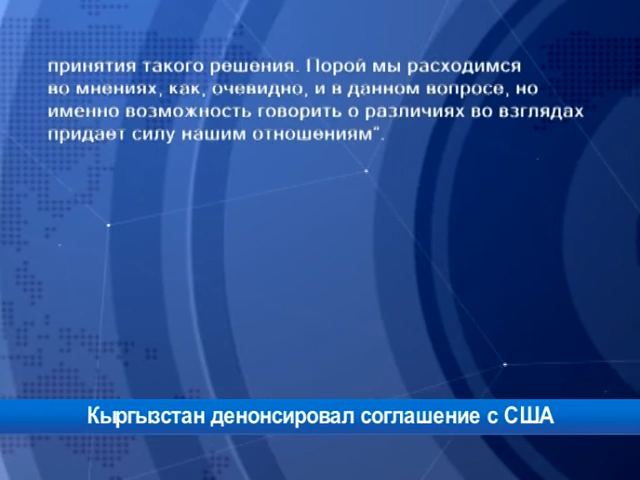 принятия такого решения. Порой мы расходимся
во мнениях, как, очевидно, и в данном вопросе, но
именно возможность говорить о различиях во взглядах
придает силу нашим отношениям".
Кыргызстан денонсировал соглашение с США